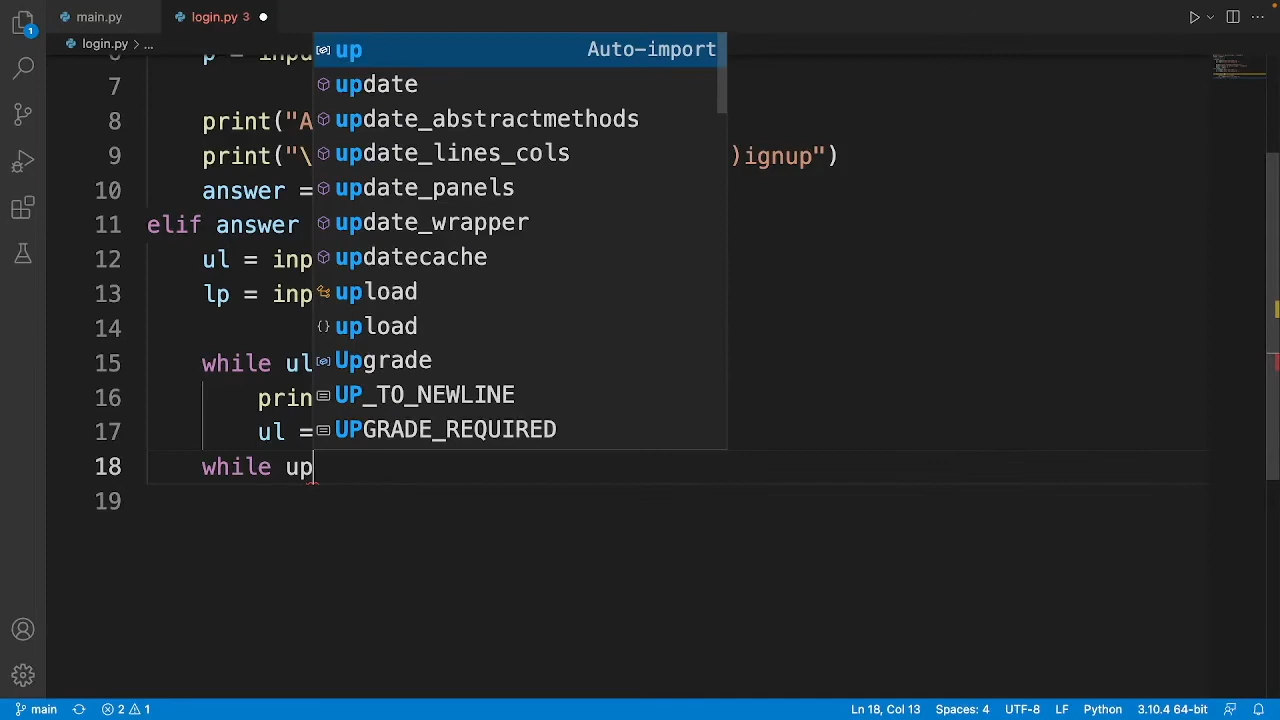 main.py
login.py 3
login.py > ...
up Auto-import
update
update_abstractmethods
update_lines_cols
update_panels
update_wrapper
updatecache
upload
upload
Upgrade
UP_TO_NEWLINE
UPGRADE_REQUIRED
p = inpu
7
8 print("A
9 print("\ )ignup")
10 answer =
11 elif answer
12 ul = inp
13 lp = inp
14
15 while ul
16 prin
17 ul =
18 while up
19
1
main 2 1 Ln 18, Col 13 Spaces: 4 UTF-8 LF Python 3.10.4 64-bit